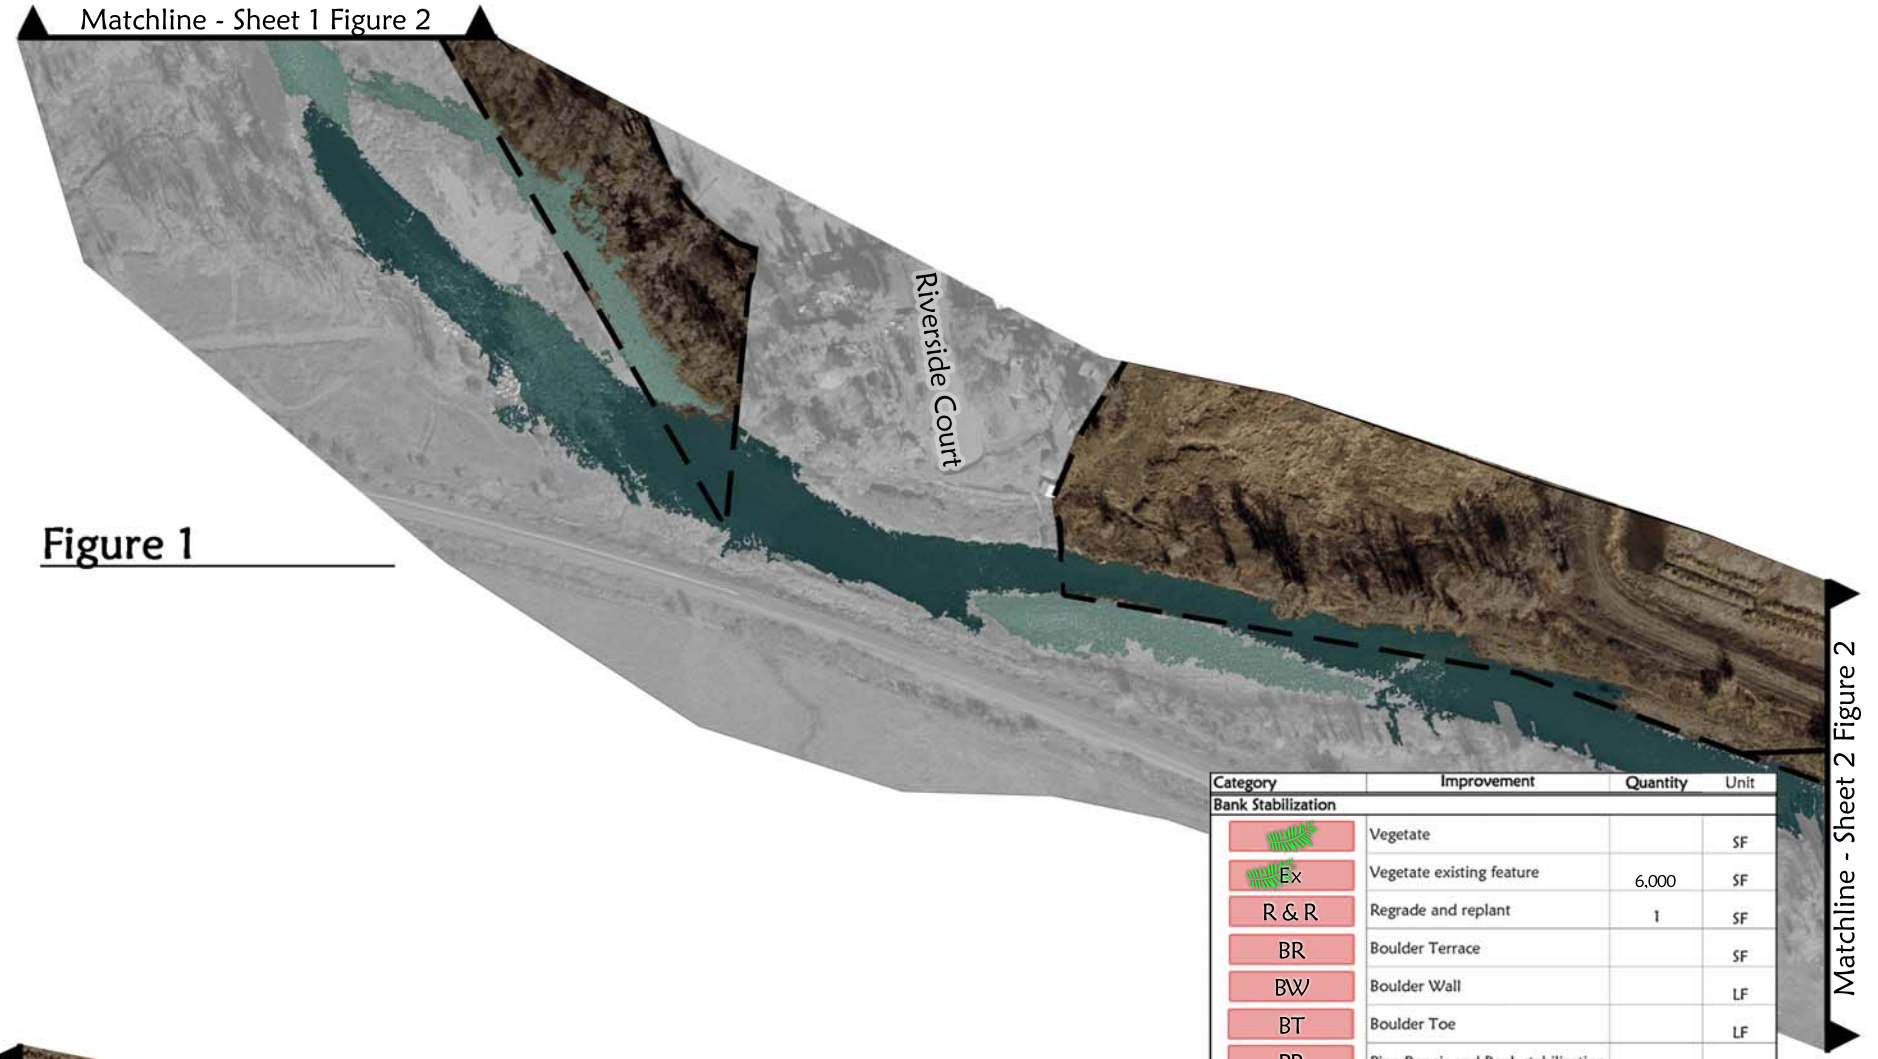 Matchline - Sheet 1 Figure 2
Riverside Court
Figure 1
Matchline - Sheet 2 Figure 2
Category Improvement Quantity Unit
Bank Stabilization
Vegetate SF
Ex Vegetate existing feature 6,000 SF
R & R Regrade and replant 1 SF
BR Boulder Terrace SF
BW Boulder Wall LF
BT Boulder Toe LF